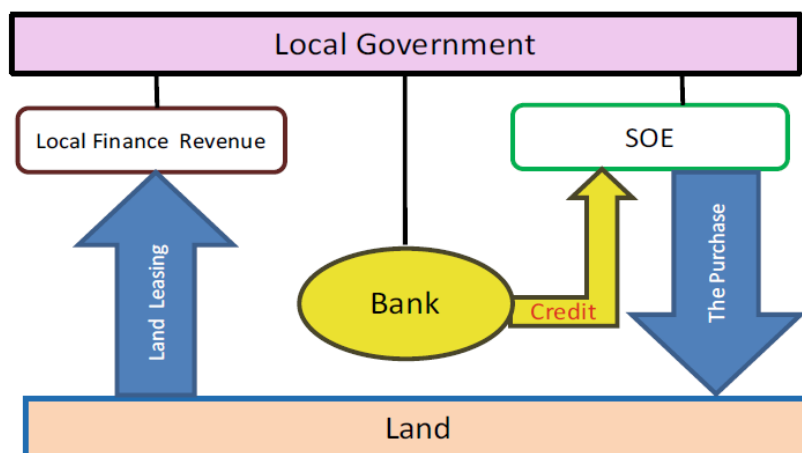 Local Government
Local Finance Revenue
SOE
Land Leasing
Bank
Credit
The Purchase
Land